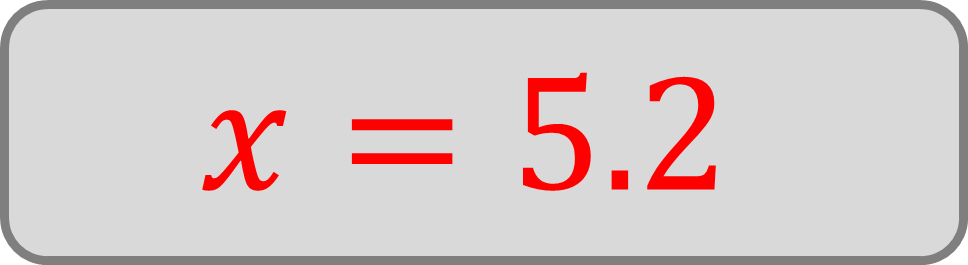 x = 5.2